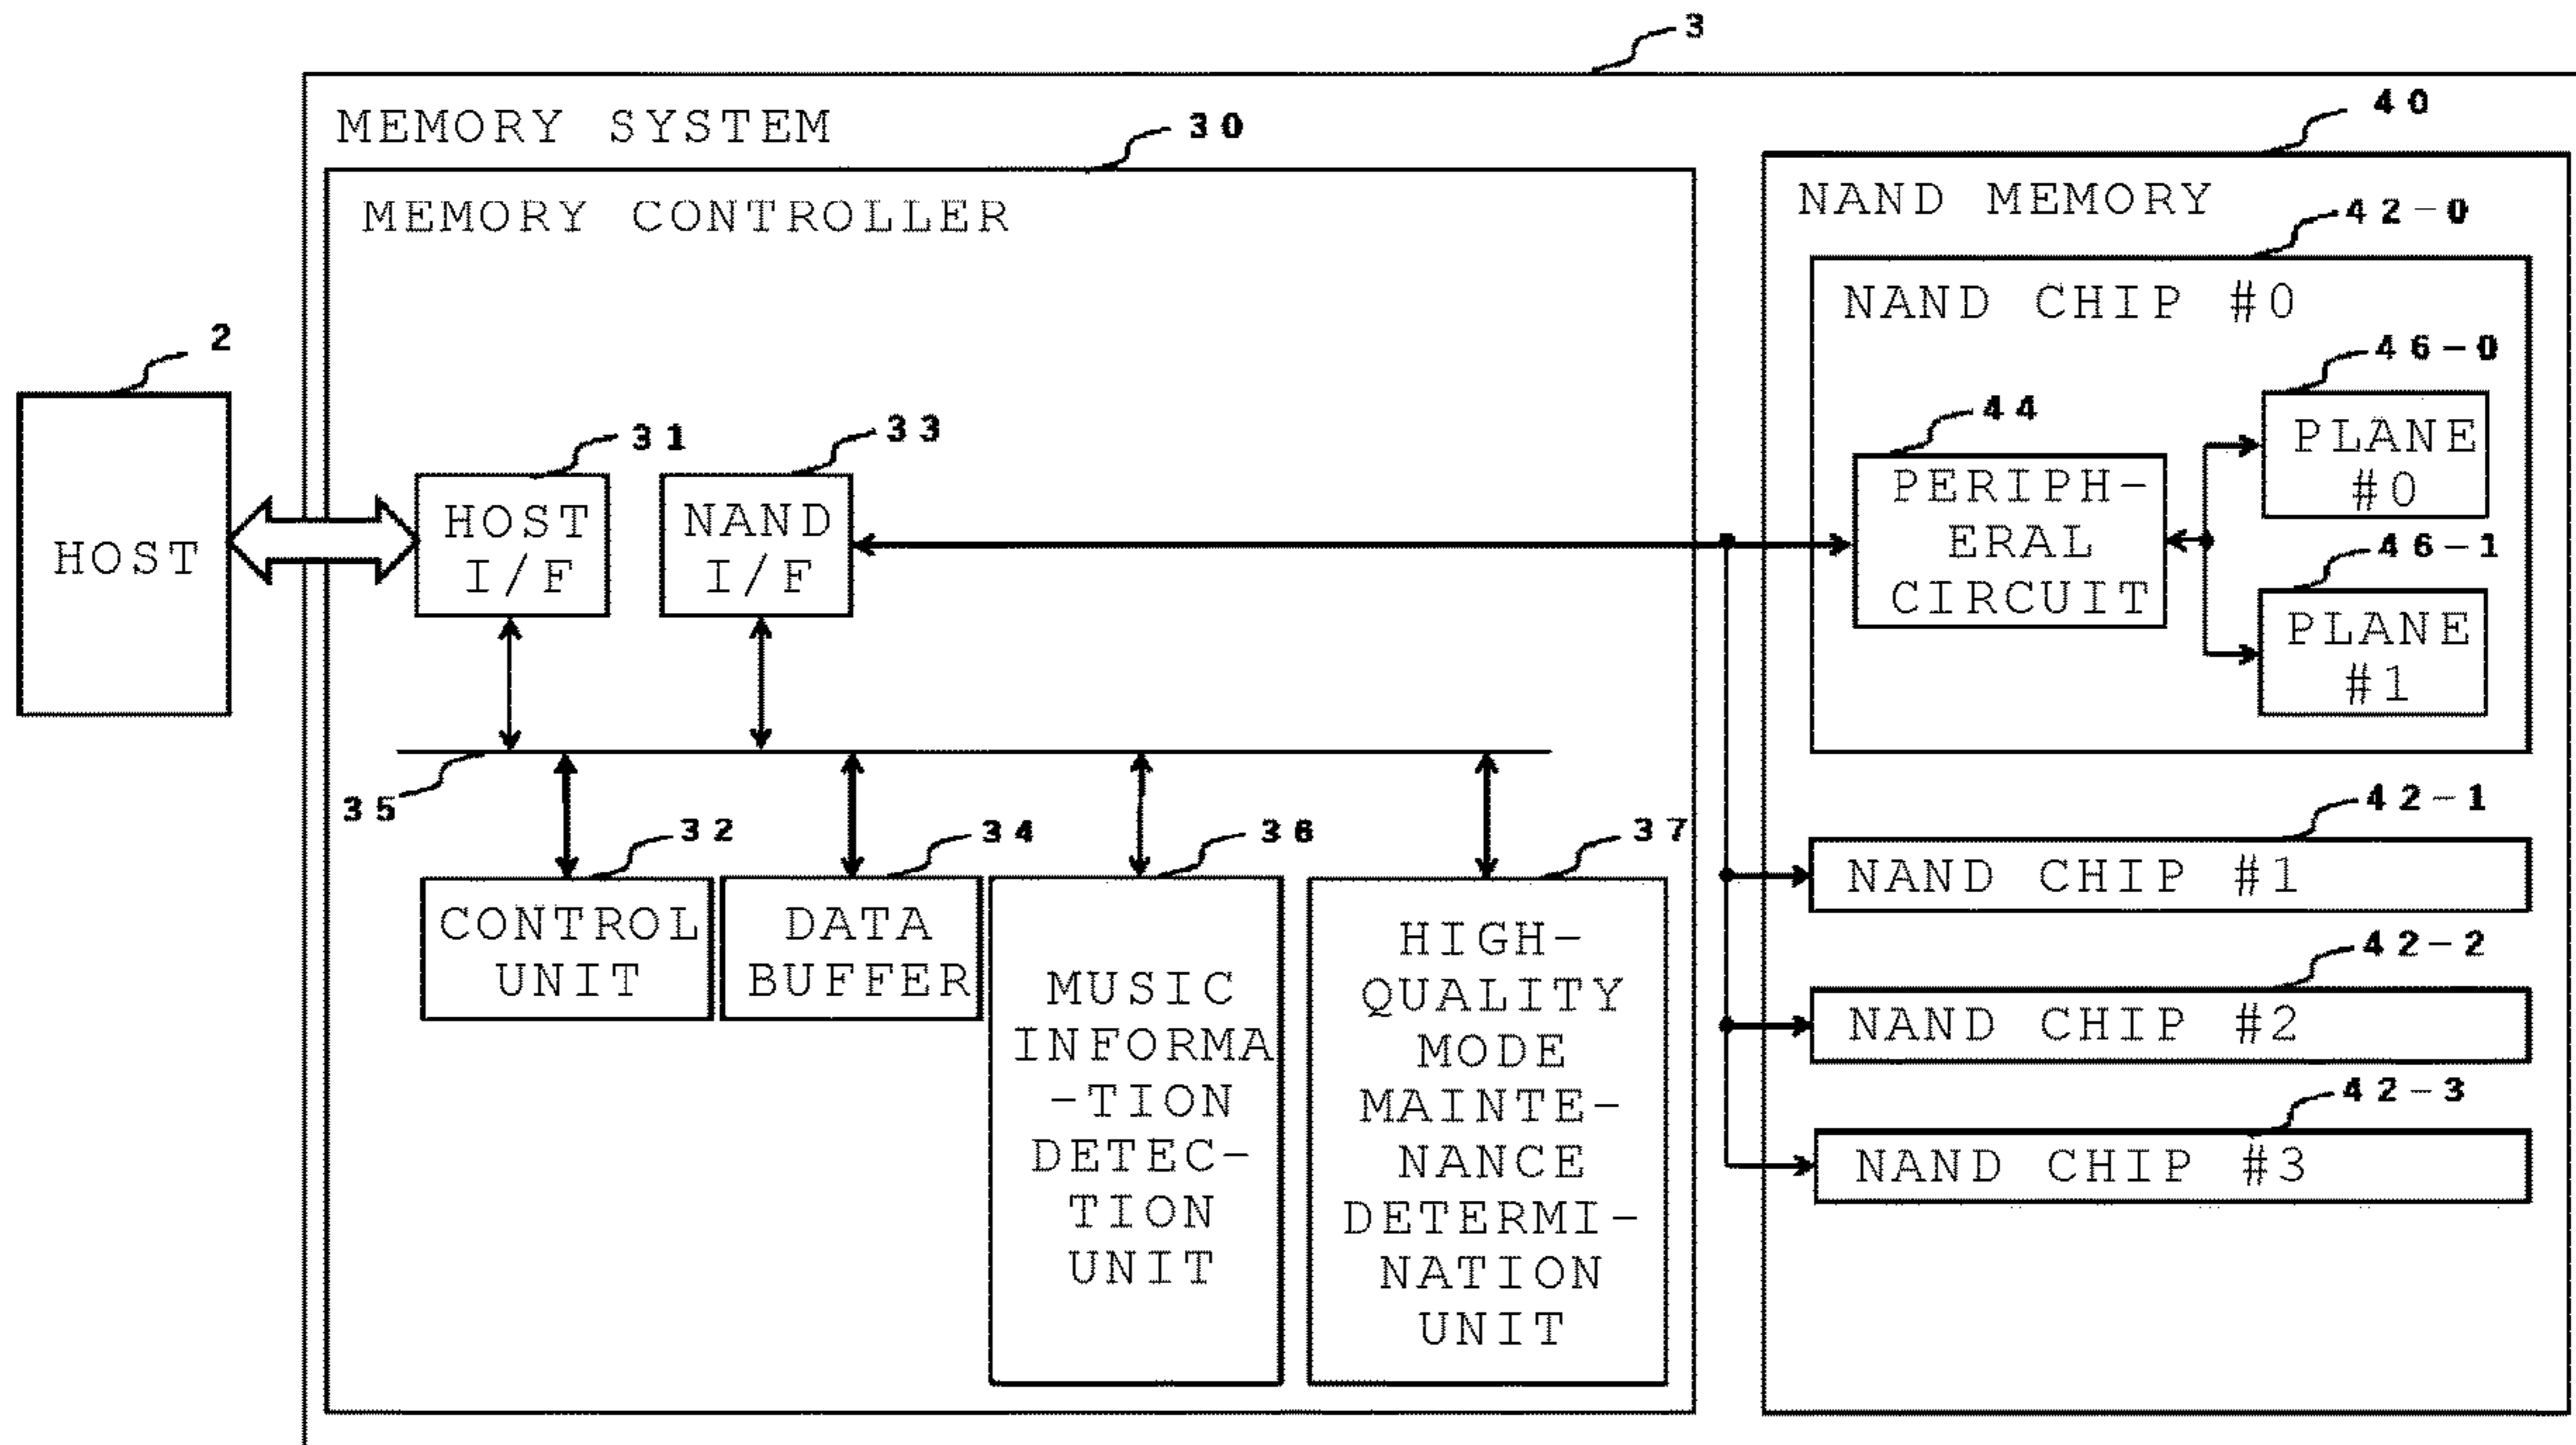 3
MEMORY SYSTEM
30
40
MEMORY CONTROLLER
NAND MEMORY
42-0
NAND CHIP #0
2
HOST
31
HOST
I/F
33
NAND
I/F
44
PERIPH-
ERAL
CIRCUIT
46-0
PLANE
#0
46-1
PLANE
#1
35
32
CONTROL
UNIT
34
DATA
BUFFER
36
MUSIC
INFORMA
-TION
DETEC-
TION
UNIT
37
HIGH-
QUALITY
MODE
MAINTE-
NANCE
DETERMI-
NATION
UNIT
42-1
NAND CHIP #1
42-2
NAND CHIP #2
42-3
NAND CHIP #3